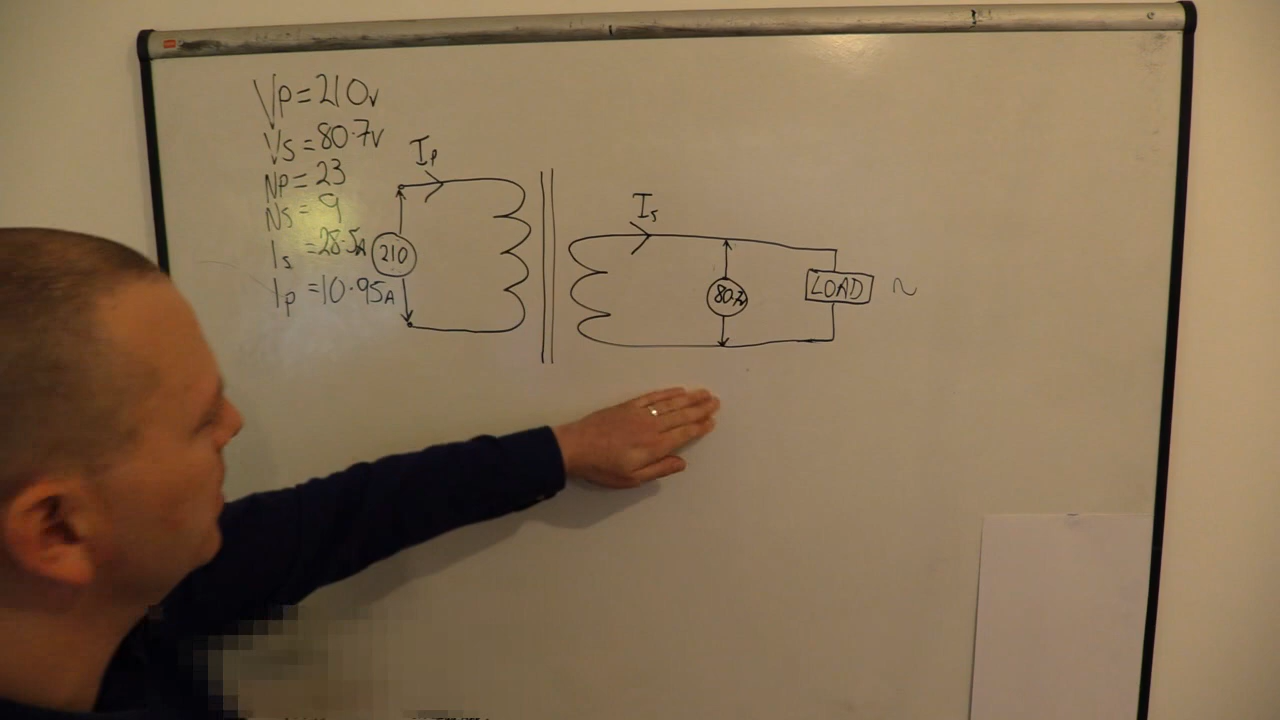 Vp=210v
Vs=80.7v
Np=23
Ns=9
Is=28.5A
Ip=10.95A
Ip
210
Is
80.7v
LOAD ~